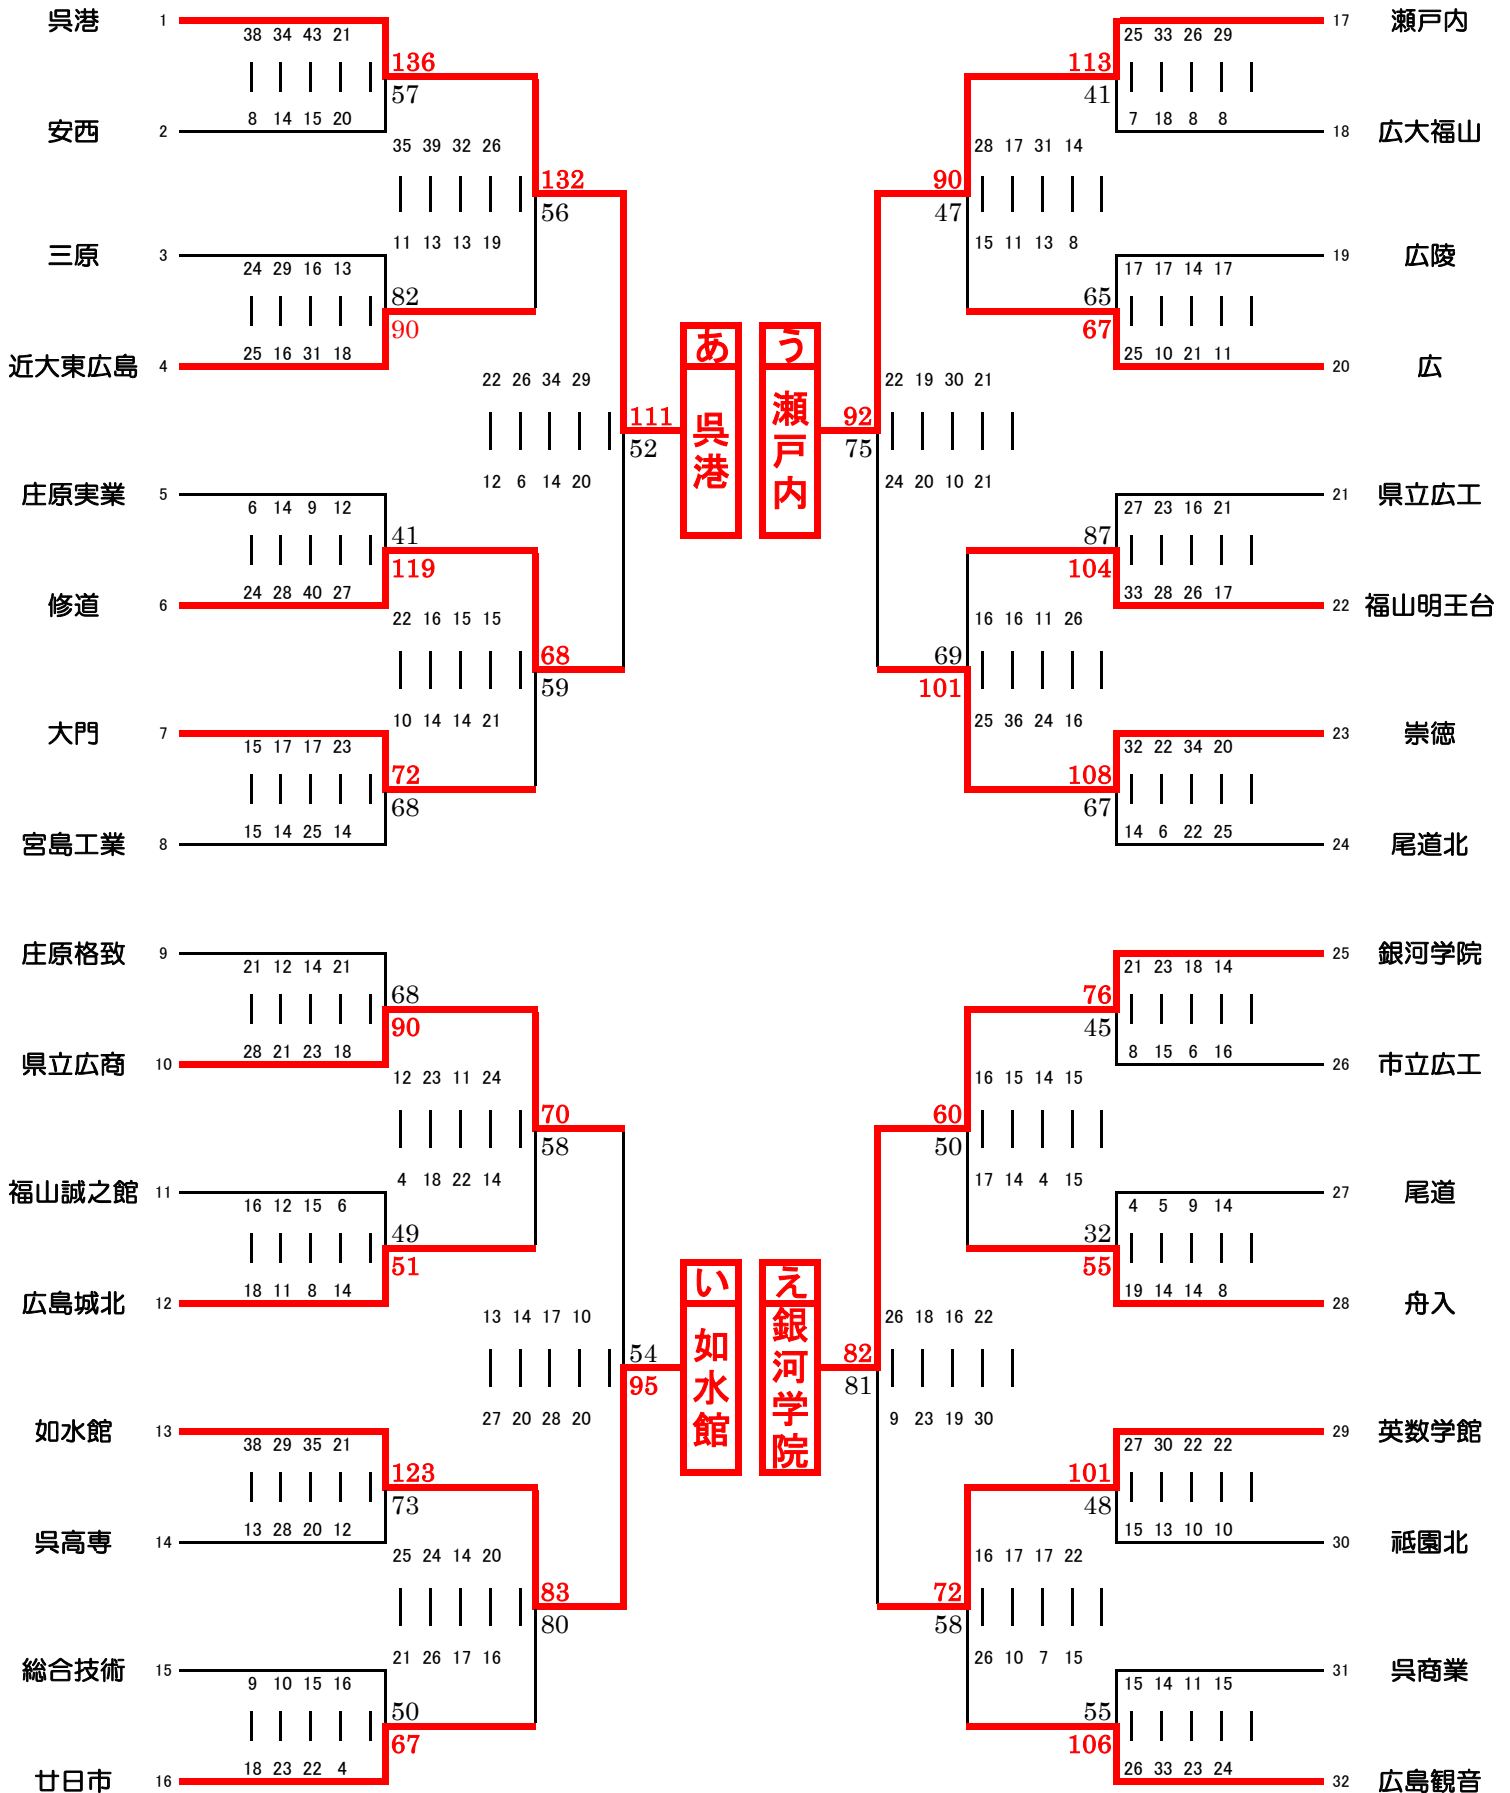 呉港 1
38 34 43 21
136
57
8 14 15 20
安西 2
35 39 32 26
132
56
11 13 13 19
三原 3
24 29 16 13
82
90
25 16 31 18
近大東広島 4
22 26 34 29
111
52
12 6 14 20
庄原実業 5
6 14 9 12
41
119
24 28 40 27
修道 6
22 16 15 15
68
59
10 14 14 21
大門 7
15 17 17 23
72
68
15 14 25 14
宮島工業 8
あ
呉港
庄原格致 9
21 12 14 21
68
90
28 21 23 18
県立広商 10
12 23 11 24
70
58
4 18 22 14
福山誠之館 11
16 12 15 6
49
51
18 11 8 14
広島城北 12
13 14 17 10
54
95
27 20 28 20
如水館 13
38 29 35 21
123
73
13 28 20 12
呉高専 14
25 24 14 20
83
80
21 26 17 16
総合技術 15
9 10 15 16
50
67
18 23 22 4
廿日市 16
い
如水館
17 瀬戸内
25 33 26 29
113
41
7 18 8 8
18 広大福山
28 17 31 14
90
47
15 11 13 8
19 広陵
17 17 14 17
65
67
25 10 21 11
20 広
22 19 30 21
92
75
24 20 10 21
21 県立広工
27 23 16 21
87
104
33 28 26 17
22 福山明王台
16 16 11 26
69
101
25 36 24 16
23 崇徳
32 22 34 20
108
67
14 6 22 25
24 尾道北
う
瀬戸内
25 銀河学院
21 23 18 14
76
45
8 15 6 16
26 市立広工
16 15 14 15
60
50
17 14 4 15
27 尾道
4 5 9 14
32
55
19 14 14 8
28 舟入
26 18 16 22
82
81
9 23 19 30
29 英数学館
27 30 22 22
101
48
15 13 10 10
30 祗園北
16 17 17 22
72
58
26 10 7 15
31 呉商業
15 14 11 15
55
106
26 33 23 24
32 広島観音
え
銀河学院